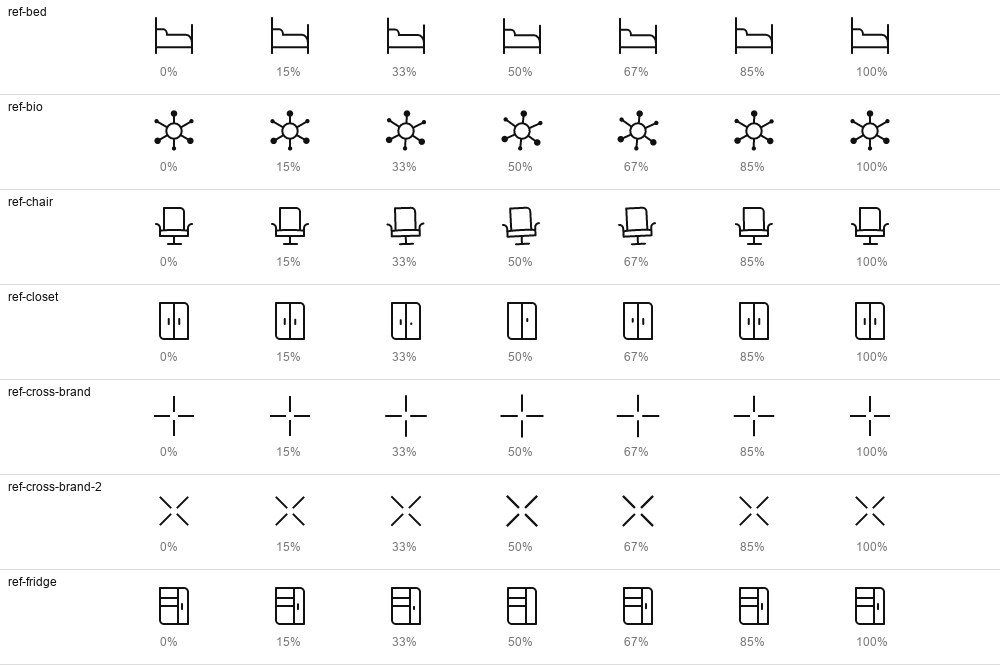 ref-bed
0% 15% 33% 50% 67% 85% 100%
ref-bio
0% 15% 33% 50% 67% 85% 100%
ref-chair
0% 15% 33% 50% 67% 85% 100%
ref-closet
0% 15% 33% 50% 67% 85% 100%
ref-cross-brand
0% 15% 33% 50% 67% 85% 100%
ref-cross-brand-2
0% 15% 33% 50% 67% 85% 100%
ref-fridge
0% 15% 33% 50% 67% 85% 100%